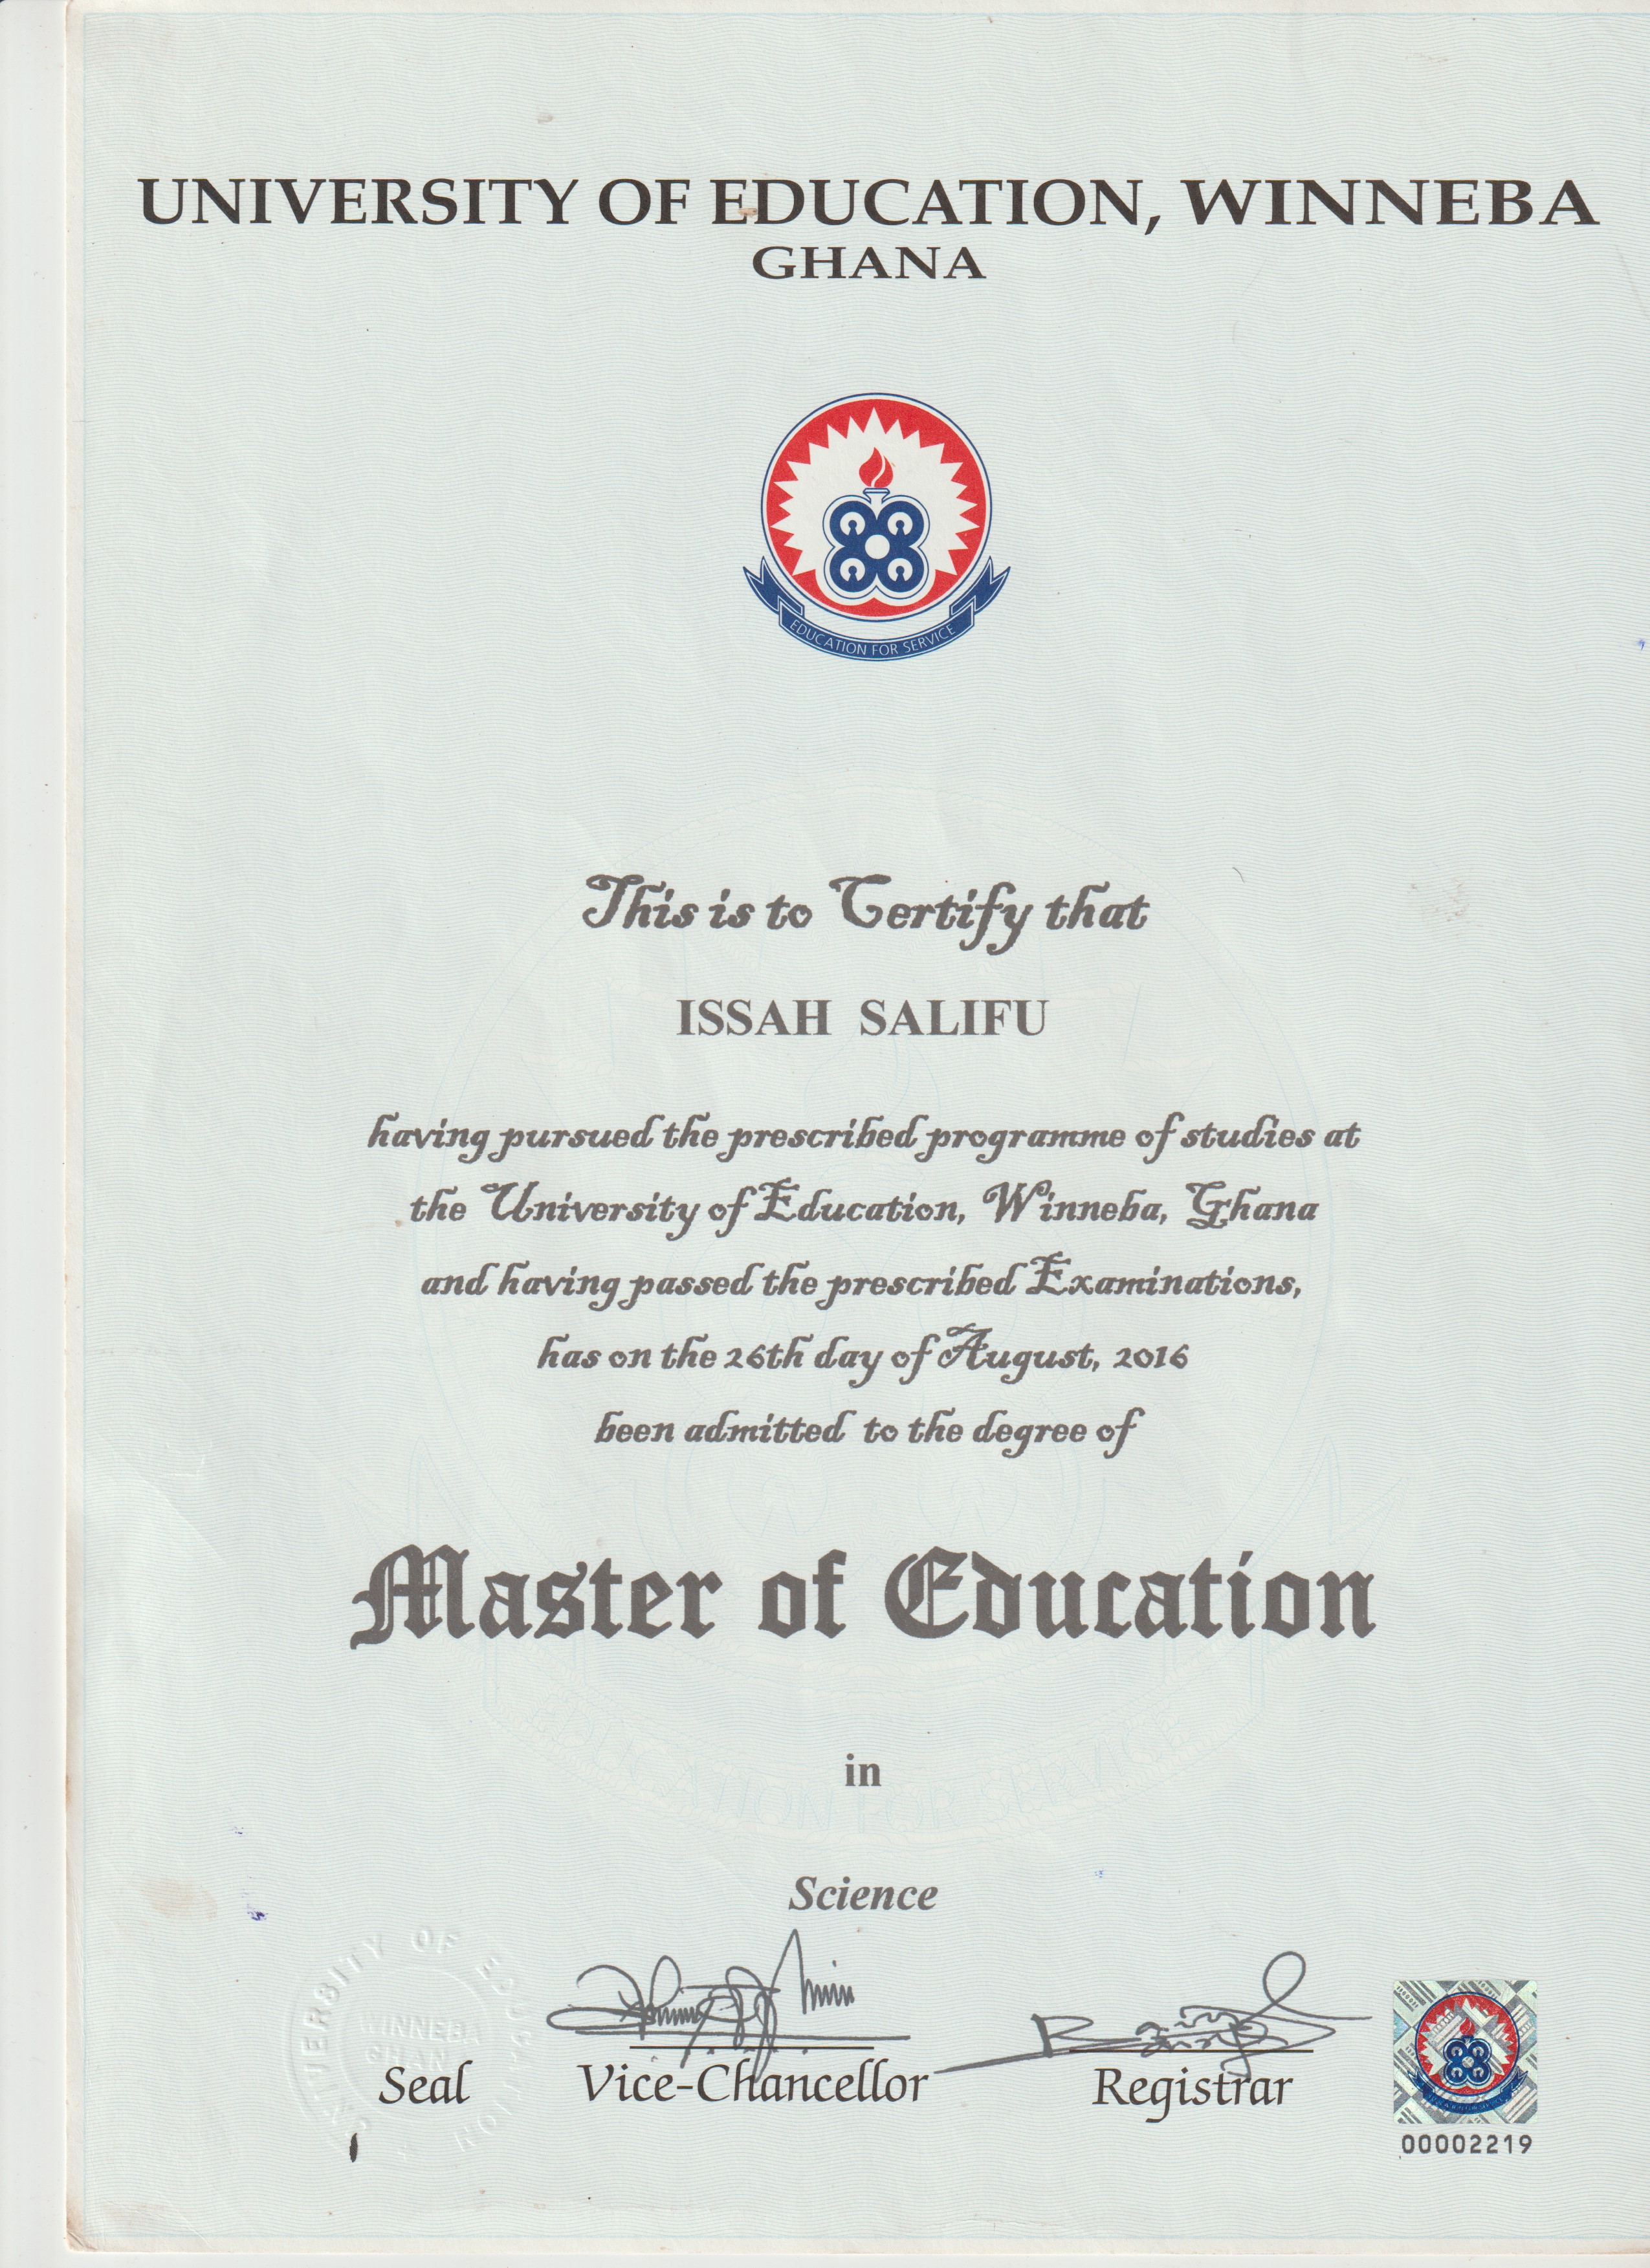 UNIVERSITY OF EDUCATION, WINNEBA
GHANA
EDUCATION FOR SERVICE
This is to Certify that
ISSAH SALIFU
having pursued the prescribed programme of studies at
the University of Education, Winneba, Ghana
and having passed the prescribed Examinations,
has on the 26th day of August, 2016
been admitted to the degree of
Master of Education
EDUCATION FOR SERVICE
in
Science
UNIVERSITY OF EDUCATION
WINNEBA
GHANA
Seal
Vice-Chancellor
Registrar
00002219